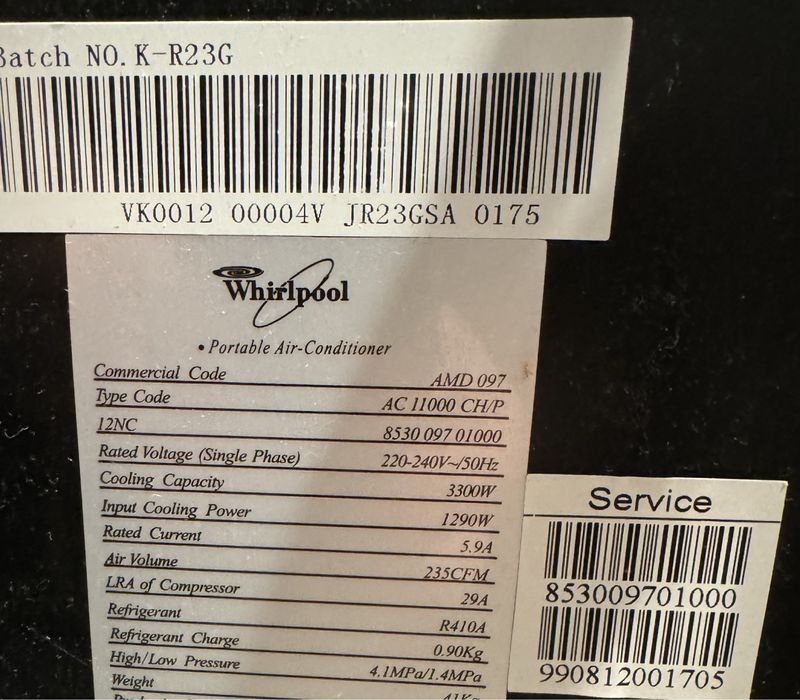 Batch NO. K-R23G
VK0012 00004V JR23GSA 0175
Whirlpool
• Portable Air-Conditioner
Commercial Code AMD 097
Type Code AC 11000 CH/P
12NC 8530 097 01000
Rated Voltage (Single Phase) 220-240V~/50Hz
Cooling Capacity 3300W
Input Cooling Power 1290W
Rated Current 5.9A
Air Volume 235CFM
LRA of Compressor 29A
Refrigerant R410A
Refrigerant Charge 0.90Kg
High/Low Pressure 4.1MPa/1.4MPa
Weight 41Kg
Service
853009701000
990812001705